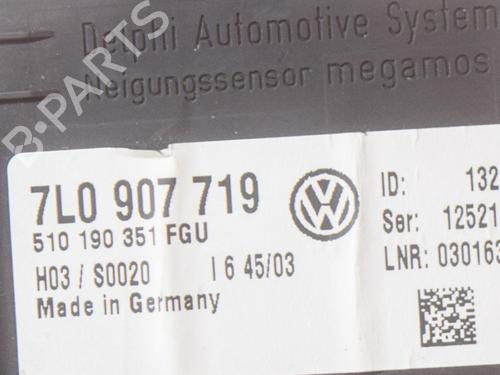 Delphi Automotive System
Neigungssensor megamos
B-PARTS
7L0 907 719
510 190 351 FGU
H03 / S0020 I 6 45/03
Made in Germany
ID: 132
Ser: 12521
LNR: 030163